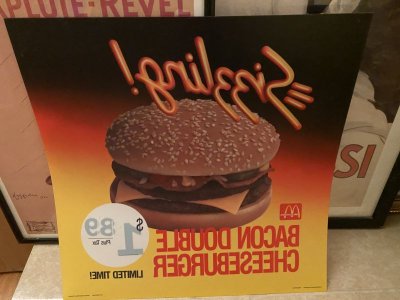 Sizzling!
BACON DOUBLE
CHEESEBURGER
$1.89
Plus Tax
LIMITED TIME!